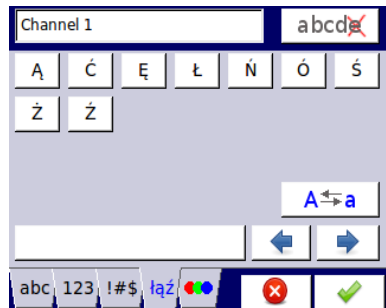 Channel 1 abcde
Ą Ć Ę Ł Ń Ó Ś
Ż Ź
A a
abc 123 !#$ łąź